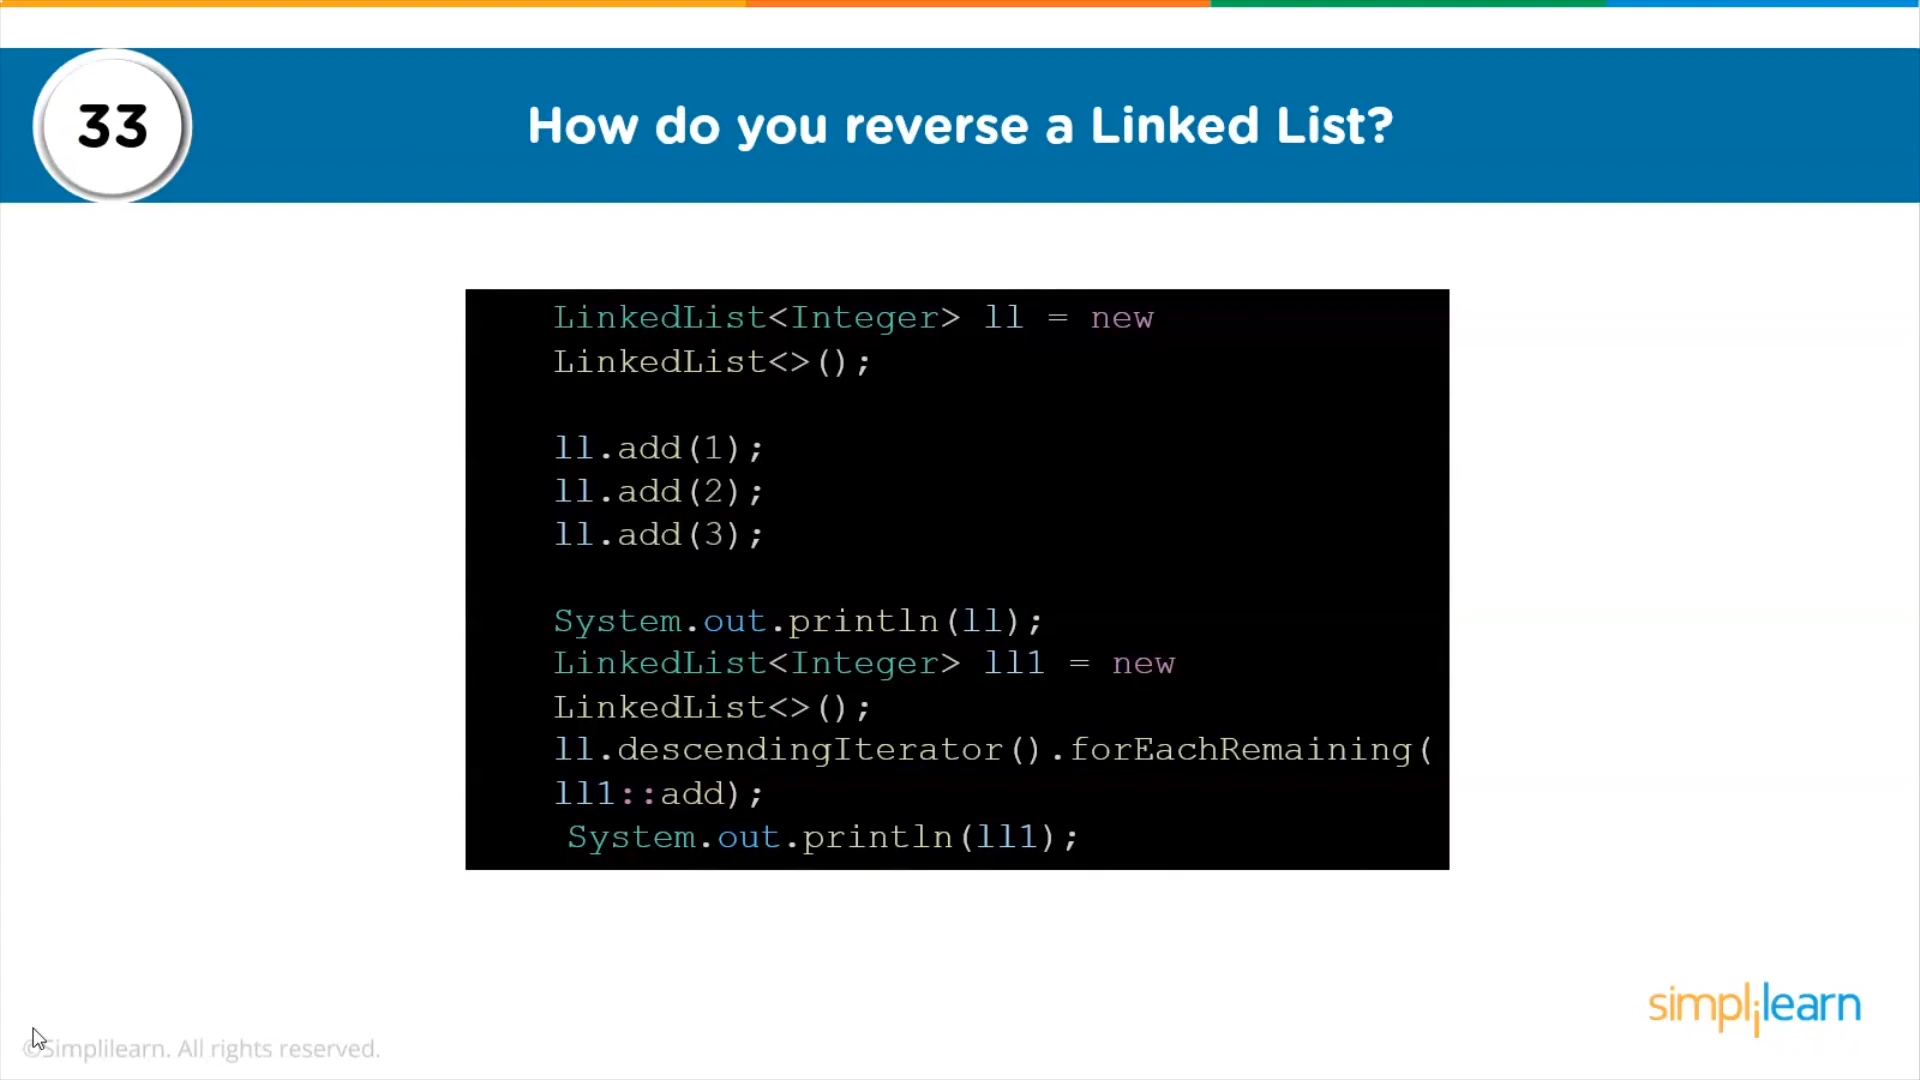 33
How do you reverse a Linked List?
LinkedList<Integer> ll = new
LinkedList<>();
ll.add(1);
ll.add(2);
ll.add(3);
System.out.println(ll);
LinkedList<Integer> ll1 = new
LinkedList<>();
ll.descendingIterator().forEachRemaining(
ll1::add);
System.out.println(ll1);
simplilearn
©Simplilearn. All rights reserved.